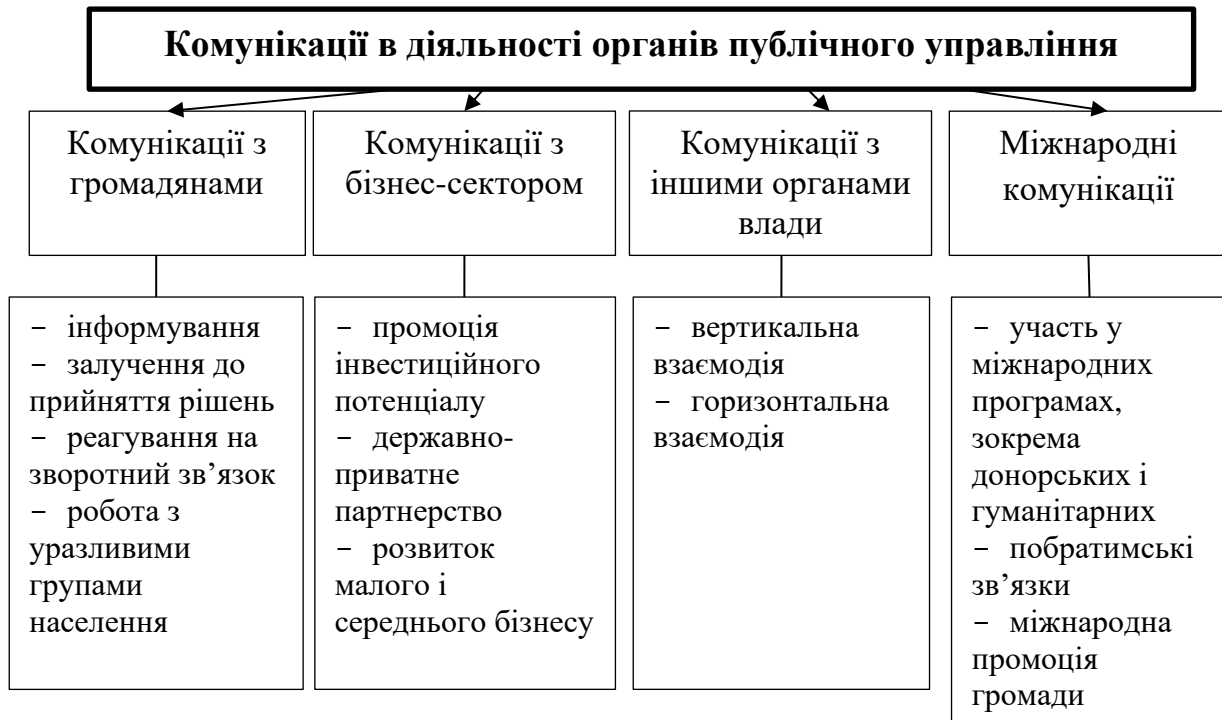 Комунікації в діяльності органів публічного управління
Комунікації з
громадянами
Комунікації з
бізнес-сектором
Комунікації з
іншими органами
влади
Міжнародні
комунікації
− інформування
− залучення до
прийняття рішень
− реагування на
зворотний зв’язок
− робота з
уразливими
групами
населення
− промоція
інвестиційного
потенціалу
− державно-
приватне
партнерство
− розвиток
малого і
середнього бізнесу
− вертикальна
взаємодія
− горизонтальна
взаємодія
− участь у
міжнародних
програмах,
зокрема
донорських і
гуманітарних
− побратимські
зв’язки
− міжнародна
промоція
громади